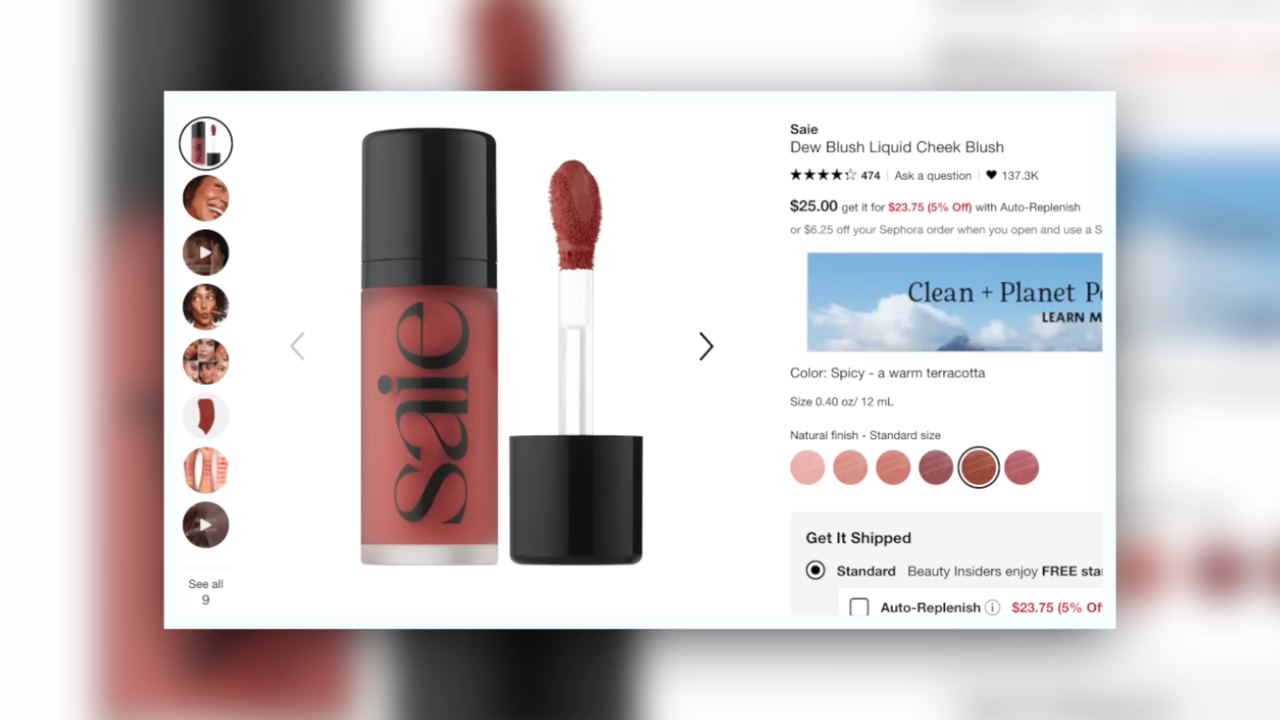 saie
Saie
Dew Blush Liquid Cheek Blush
★★★★☆ 474 | Ask a question | ♥ 137.3K
$25.00 get it for $23.75 (5% Off) with Auto-Replenish
or $6.25 off your Sephora order when you open and use a S
Clean + Planet P
LEARN M
Color: Spicy - a warm terracotta
Size 0.40 oz/ 12 mL
Natural finish - Standard size
Get It Shipped
Standard Beauty Insiders enjoy FREE sta
Auto-Replenish $23.75 (5% Of
See all
9